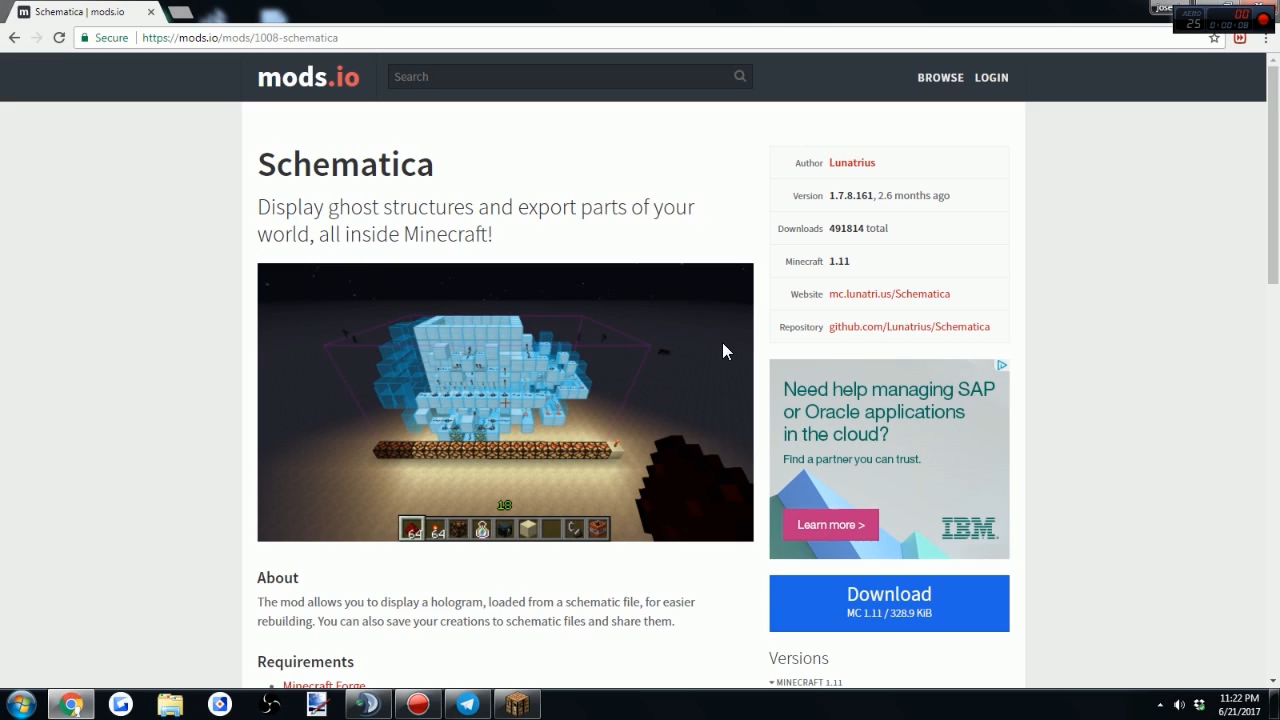 Schematica | mods.io
AERO
25
00
0:00:08
Secure
https://mods.io/mods/1008-schematica
mods.io
Search
BROWSE
LOGIN
Schematica
Display ghost structures and export parts of your
world, all inside Minecraft!
18
64
64
About
The mod allows you to display a hologram, loaded from a schematic file, for easier
rebuilding. You can also save your creations to schematic files and share them.
Requirements
Minecraft Forge
Author Lunatrius
Version 1.7.8.161, 2.6 months ago
Downloads 491814 total
Minecraft 1.11
Website mc.lunatri.us/Schematica
Repository github.com/Lunatrius/Schematica
Need help managing SAP
or Oracle applications
in the cloud?
Find a partner you can trust.
Learn more >
IBM.
Download
MC 1.11 / 328.9 KiB
Versions
MINECRAFT 1.11
11:22 PM
6/21/2017